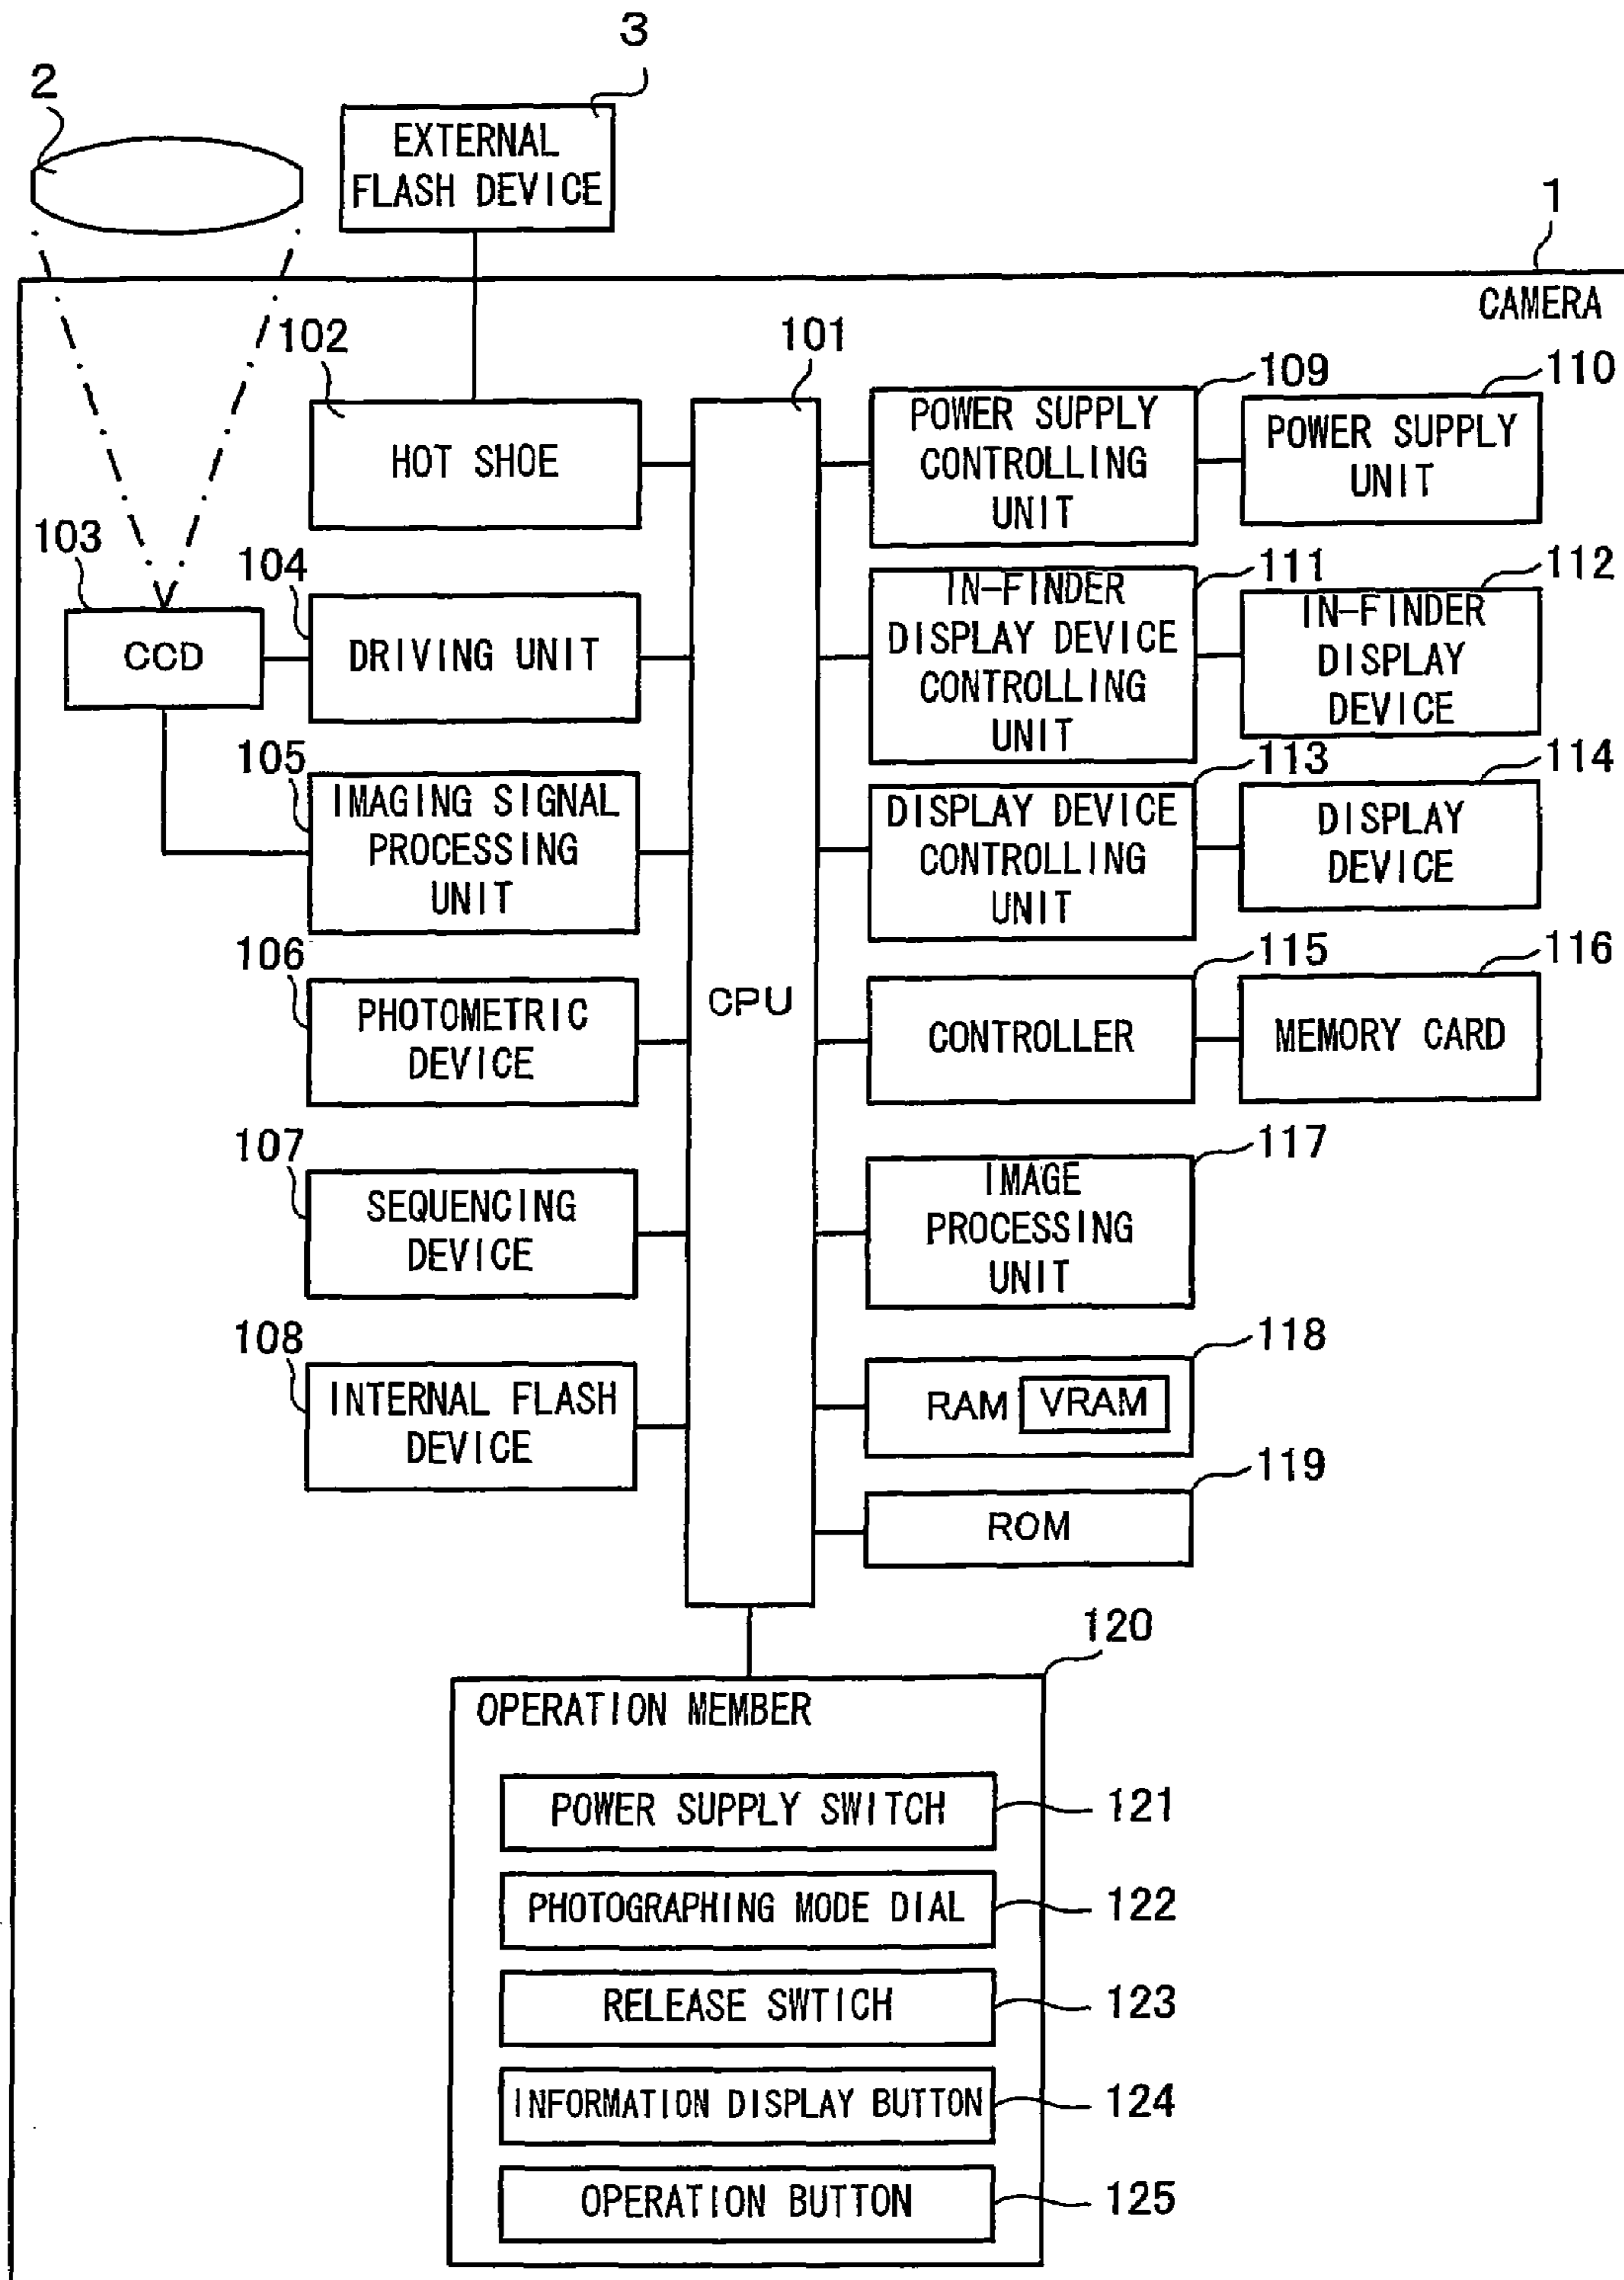 3
2
EXTERNAL
FLASH DEVICE
1
CAMERA
102
101
109
110
HOT SHOE
POWER SUPPLY
CONTROLLING
UNIT
POWER SUPPLY
UNIT
103
104
111
112
CCD
DRIVING UNIT
IN-FINDER
DISPLAY DEVICE
CONTROLLING
UNIT
IN-FINDER
DISPLAY
DEVICE
105
113
114
IMAGING SIGNAL
PROCESSING
UNIT
DISPLAY DEVICE
CONTROLLING
UNIT
DISPLAY
DEVICE
106
115
116
PHOTOMETRIC
DEVICE
CPU
CONTROLLER
MEMORY CARD
107
117
SEQUENCING
DEVICE
IMAGE
PROCESSING
UNIT
108
118
INTERNAL FLASH
DEVICE
RAM VRAM
119
ROM
120
OPERATION MEMBER
POWER SUPPLY SWITCH 121
PHOTOGRAPHING MODE DIAL 122
RELEASE SWTICH 123
INFORMATION DISPLAY BUTTON 124
OPERATION BUTTON 125